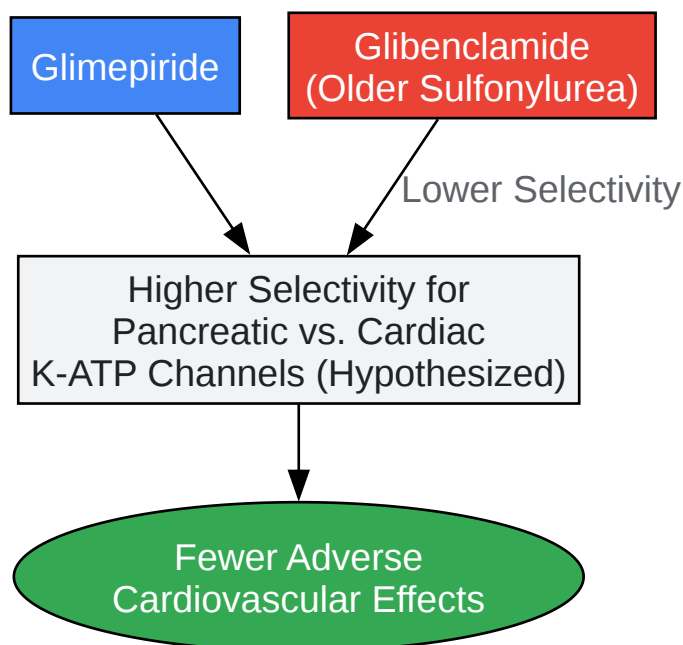 Glimepiride
Glibenclamide
(Older Sulfonylurea)
Lower Selectivity
Higher Selectivity for
Pancreatic vs. Cardiac
K-ATP Channels (Hypothesized)
Fewer Adverse
Cardiovascular Effects